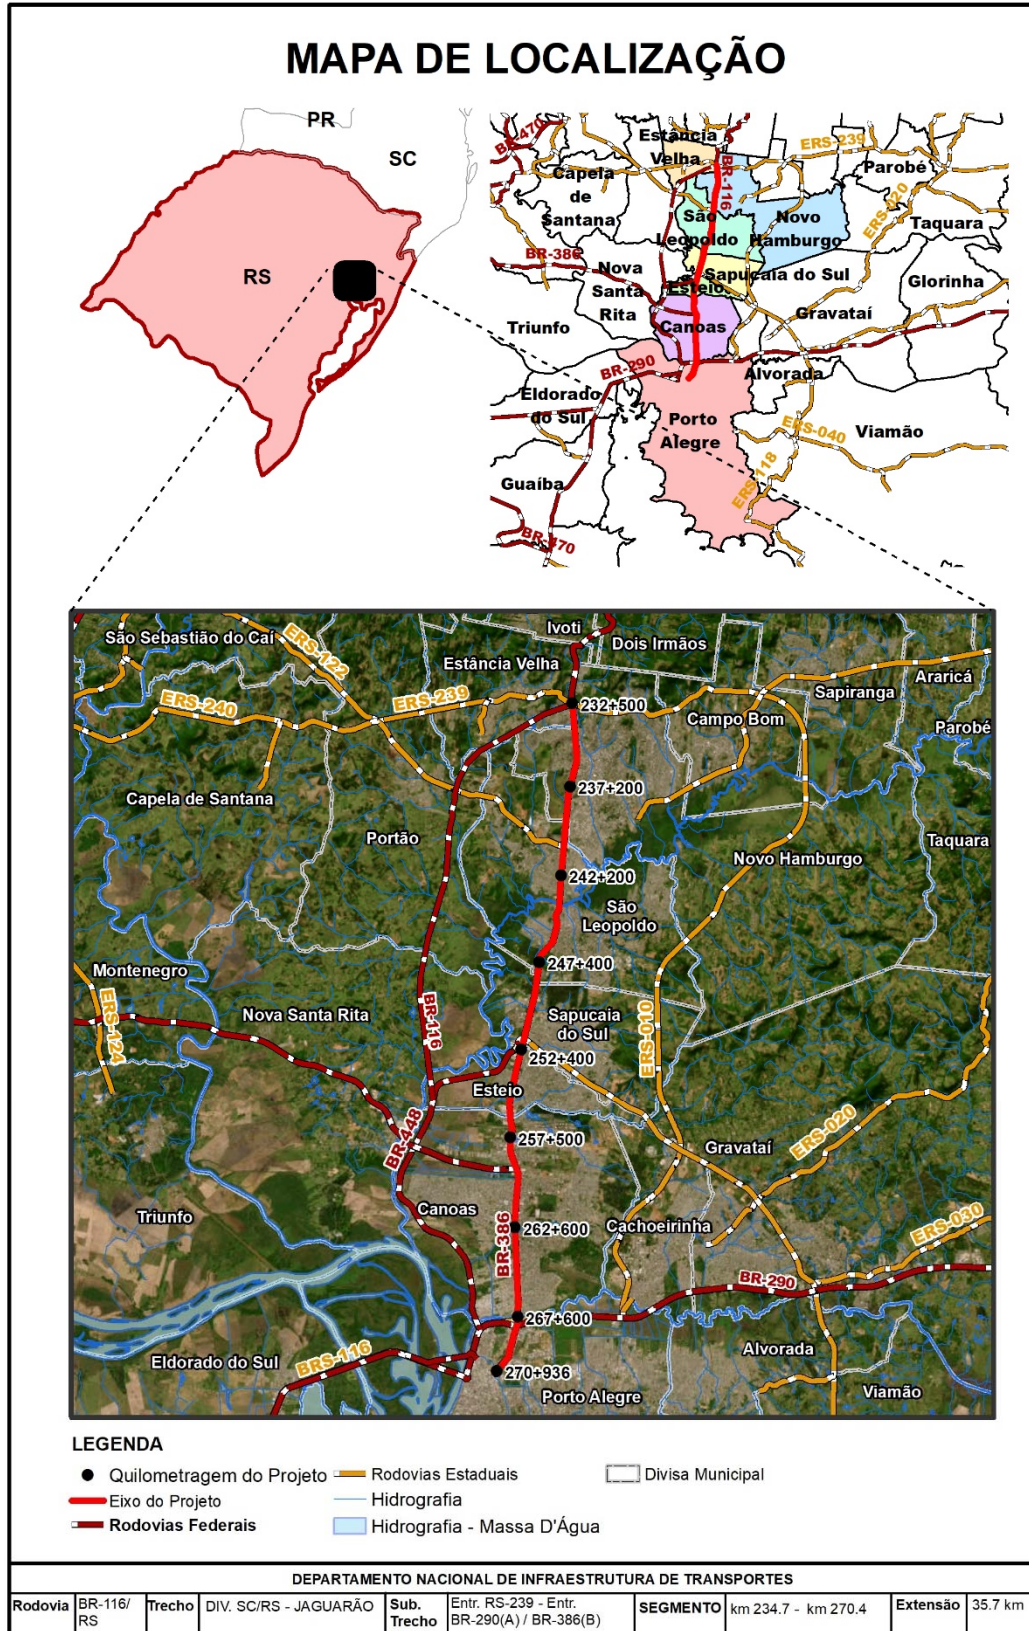 MAPA DE LOCALIZAÇÃO
PR
SC
RS
BR-470
Estância
Velha
BR-116
ERS-239
Parobé
Capela
de
Santana
ERS-020
São
Leopoldo
Novo
Hamburgo
Taquara
BR-386
Nova
Santa
Rita
Sapucaia do Sul
Esteio
Glorinha
Triunfo
Canoas
Gravataí
BR-290
Alvorada
Eldorado
do Sul
Porto
Alegre
ERS-040
Viamão
Guaíba
ERS-118
BR-470
Ivoti
São Sebastião do Caí
ERS-122
Dois Irmãos
Estância Velha
Araricá
Sapiranga
ERS-240
ERS-239
232+500
Campo Bom
Parobé
237+200
Capela de Santana
Portão
Taquara
Novo Hamburgo
242+200
São
Leopoldo
247+400
Montenegro
ERS-124
Nova Santa Rita
BR-116
Sapucaia
do Sul
ERS-010
252+400
Esteio
BR-448
257+500
Gravataí
ERS-020
Triunfo
Canoas
BR-386
262+600
Cachoeirinha
ERS-030
BR-290
267+600
Eldorado do Sul
BRS-116
Alvorada
270+936
Porto Alegre
Viamão
LEGENDA
Quilometragem do Projeto
Rodovias Estaduais
Divisa Municipal
Eixo do Projeto
Hidrografia
Rodovias Federais
Hidrografia - Massa D'Água
DEPARTAMENTO NACIONAL DE INFRAESTRUTURA DE TRANSPORTES
Rodovia
BR-116/
RS
Trecho
DIV. SC/RS - JAGUARÃO
Sub.
Trecho
Entr. RS-239 - Entr.
BR-290(A) / BR-386(B)
SEGMENTO
km 234.7 - km 270.4
Extensão
35.7 km